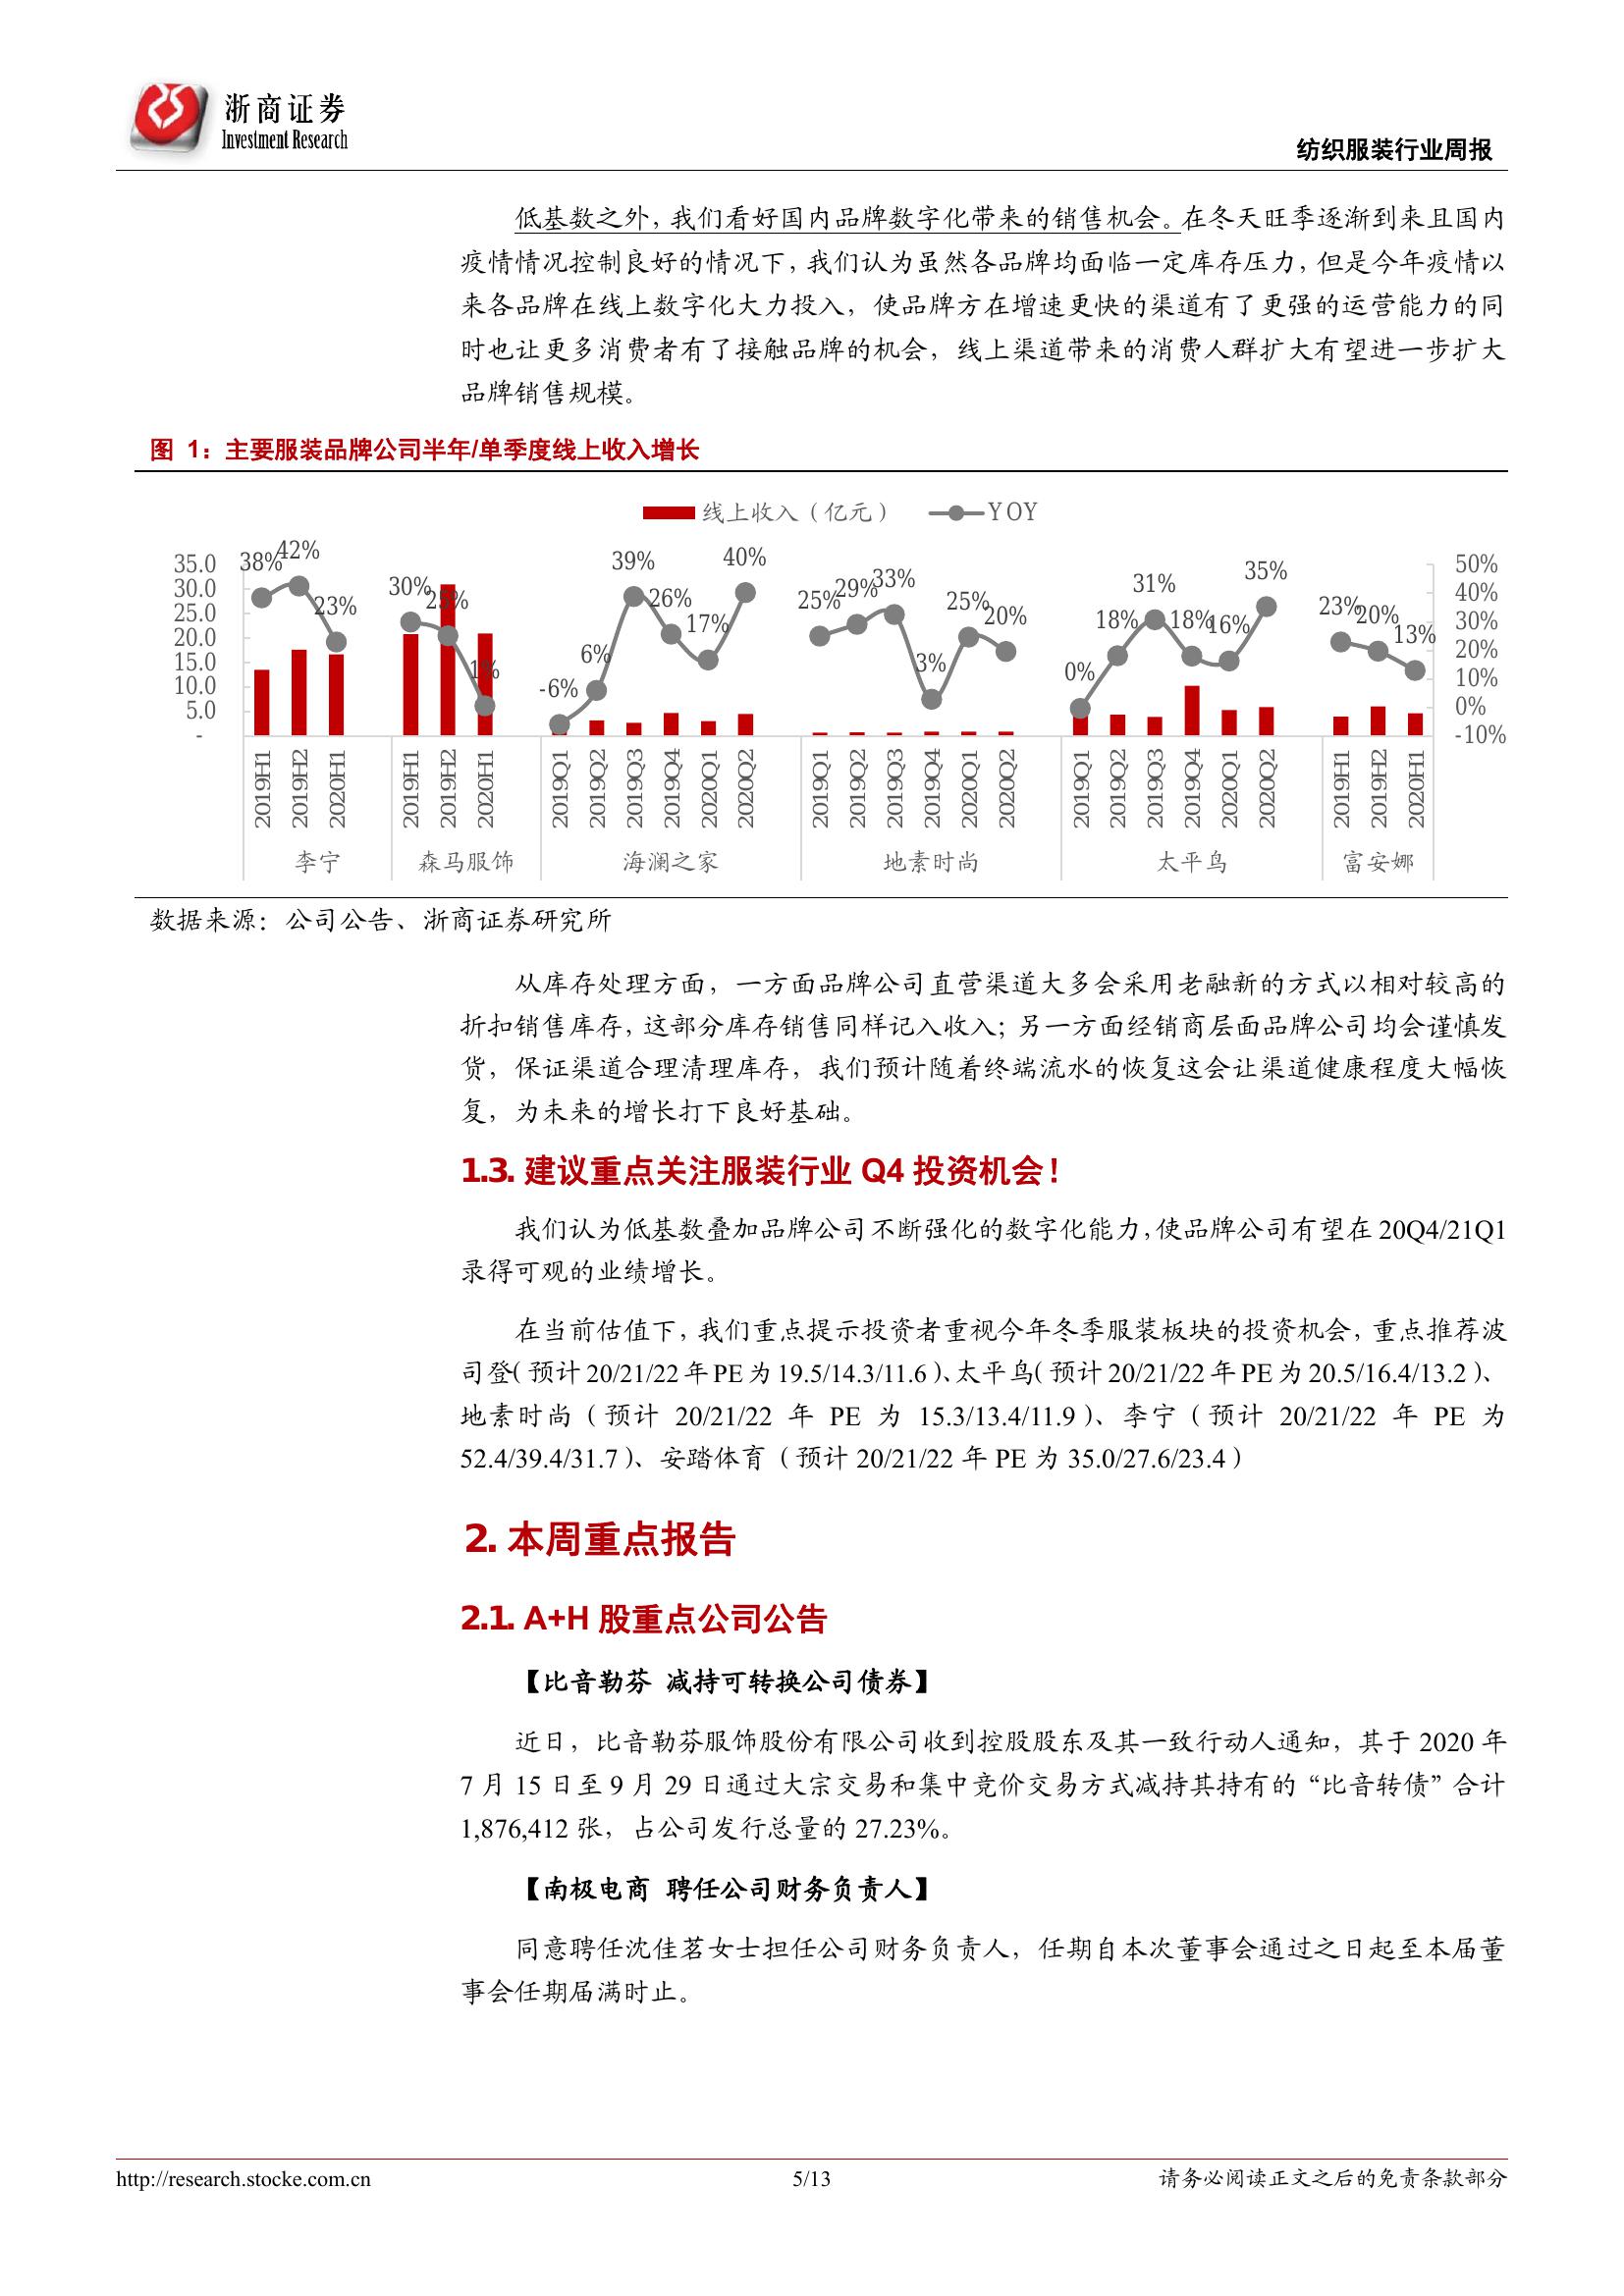 浙商证券
Investment Research
纺织服装行业周报
低基数之外，我们看好国内品牌数字化带来的销售机会。在冬天旺季逐渐到来且国内
疫情情况控制良好的情况下，我们认为虽然各品牌均面临一定库存压力，但是今年疫情以
来各品牌在线上数字化大力投入，使品牌方在增速更快的渠道有了更强的运营能力的同
时也让更多消费者有了接触品牌的机会，线上渠道带来的消费人群扩大有望进一步扩大
品牌销售规模。
图 1：主要服装品牌公司半年/单季度线上收入增长
线上收入（亿元） YOY
35.0
30.0
25.0
20.0
15.0
10.0
5.0
-
38% 42% 23%
30% 25% 1%
-6% 6% 39% 26% 17% 40%
25% 29% 33% 3% 25% 20%
0% 18% 31% 18% 16% 35%
23% 20% 13%
50%
40%
30%
20%
10%
0%
-10%
2019H1 2019H2 2020H1 2019H1 2019H2 2020H1 2019Q1 2019Q2 2019Q3 2019Q4 2020Q1 2020Q2 2019Q1 2019Q2 2019Q3 2019Q4 2020Q1 2020Q2 2019Q1 2019Q2 2019Q3 2019Q4 2020Q1 2020Q2 2019H1 2019H2 2020H1
李宁 森马服饰 海澜之家 地素时尚 太平鸟 富安娜
数据来源：公司公告、浙商证券研究所
从库存处理方面，一方面品牌公司直营渠道大多会采用老融新的方式以相对较高的
折扣销售库存，这部分库存销售同样记入收入；另一方面经销商层面品牌公司均会谨慎发
货，保证渠道合理清理库存，我们预计随着终端流水的恢复这会让渠道健康程度大幅恢
复，为未来的增长打下良好基础。
1.3. 建议重点关注服装行业 Q4 投资机会！
我们认为低基数叠加品牌公司不断强化的数字化能力，使品牌公司有望在 20Q4/21Q1
录得可观的业绩增长。
在当前估值下，我们重点提示投资者重视今年冬季服装板块的投资机会，重点推荐波
司登（预计 20/21/22 年 PE 为 19.5/14.3/11.6）、太平鸟（预计 20/21/22 年 PE 为 20.5/16.4/13.2）、
地素时尚（预计 20/21/22 年 PE 为 15.3/13.4/11.9）、李宁（预计 20/21/22 年 PE 为
52.4/39.4/31.7）、安踏体育（预计 20/21/22 年 PE 为 35.0/27.6/23.4）
2. 本周重点报告
2.1. A+H 股重点公司公告
【比音勒芬 减持可转换公司债券】
近日，比音勒芬服饰股份有限公司收到控股股东及其一致行动人通知，其于 2020 年
7 月 15 日至 9 月 29 日通过大宗交易和集中竞价交易方式减持其持有的“比音转债”合计
1,876,412 张，占公司发行总量的 27.23%。
【南极电商 聘任公司财务负责人】
同意聘任沈佳茗女士担任公司财务负责人，任期自本次董事会通过之日起至本届董
事会任期届满时止。
http://research.stocke.com.cn 5/13 请务必阅读正文之后的免责条款部分